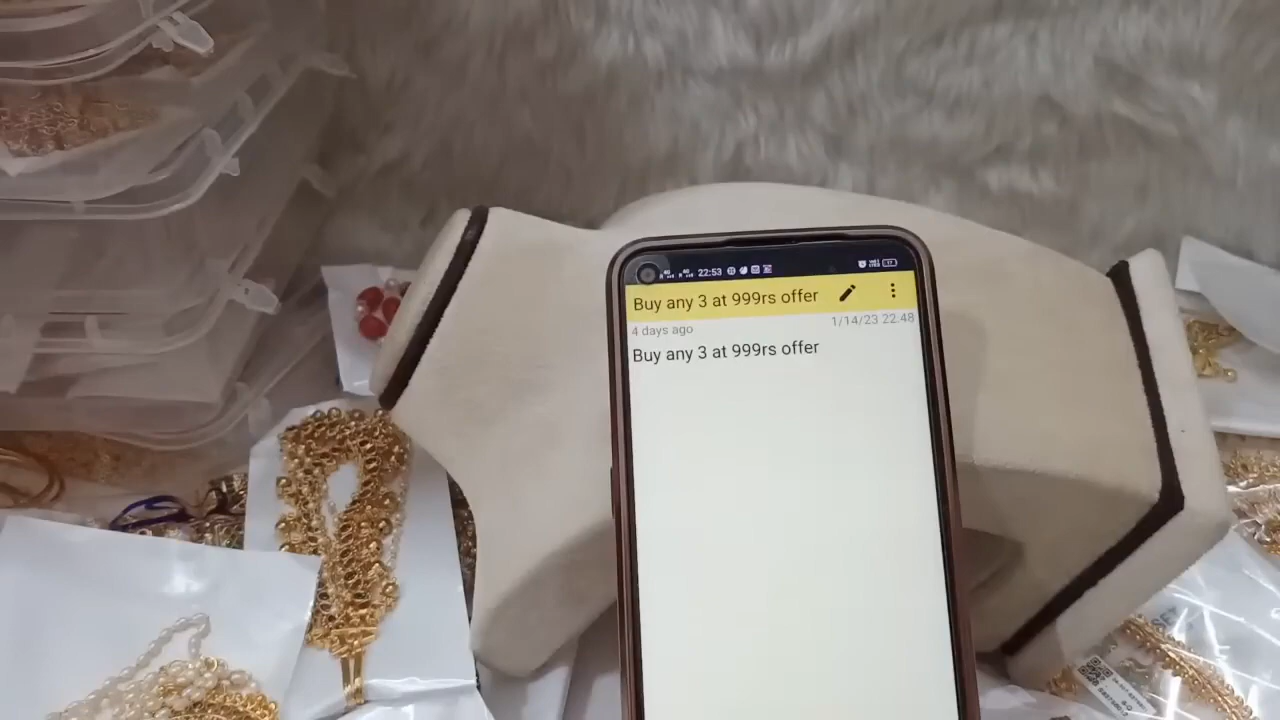 22:53
Buy any 3 at 999rs offer
4 days ago 1/14/23 22:48
Buy any 3 at 999rs offer